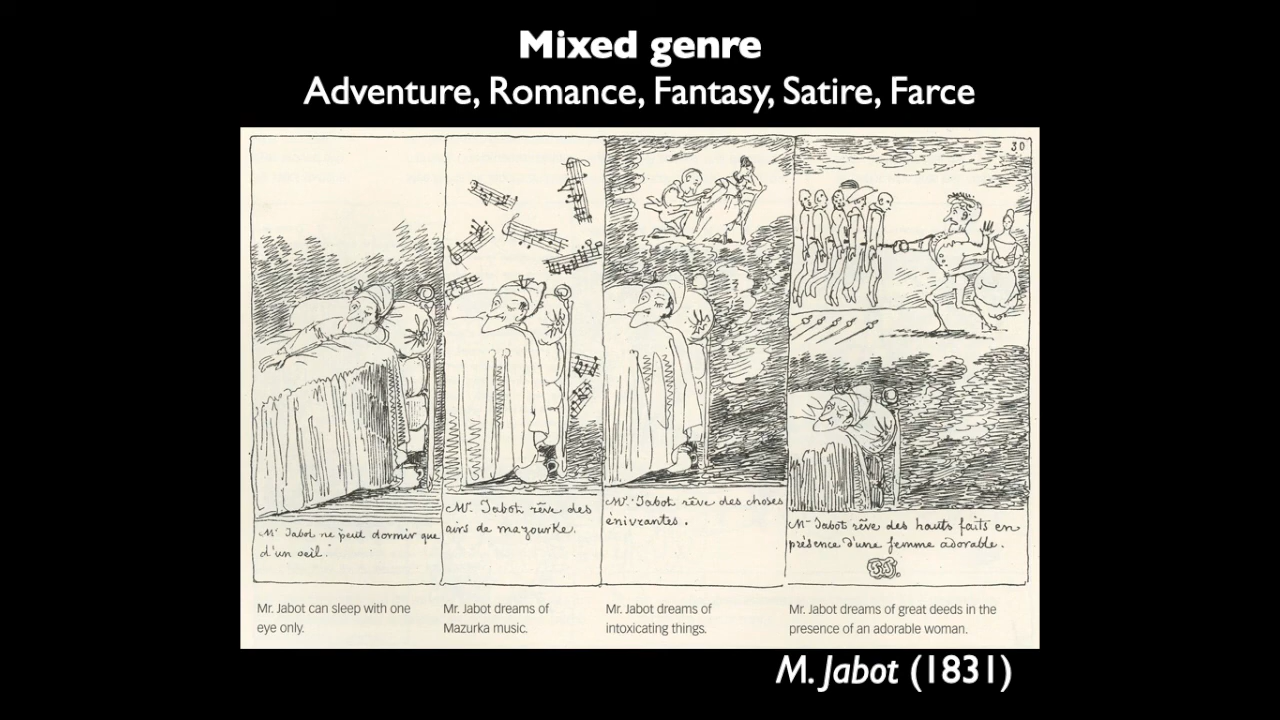 Mixed genre
Adventure, Romance, Fantasy, Satire, Farce
30
Mr. Jabot ne peut dormir que
d'un oeil.
Mr. Jabot rêve des
airs de mazourke.
Mr. Jabot rêve des choses
énivrantes.
Mr Jabot rêve des hauts faits en
présence d'une femme adorable.
Mr. Jabot can sleep with one
eye only.
Mr. Jabot dreams of
Mazurka music.
Mr. Jabot dreams of
intoxicating things.
Mr. Jabot dreams of great deeds in the
presence of an adorable woman.
M. Jabot (1831)